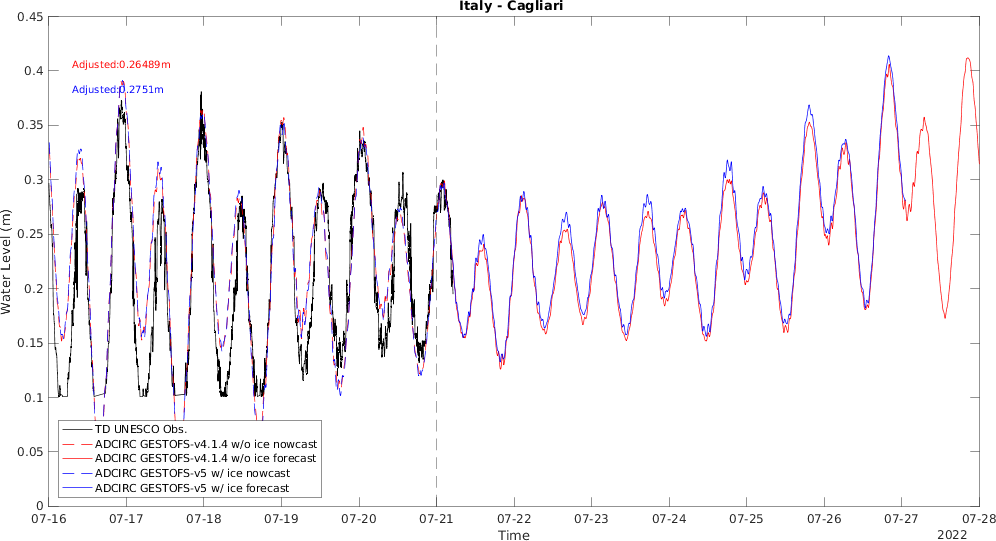 Italy - Cagliari
0.45
0.4
0.35
0.3
0.25
0.2
0.15
0.1
0.05
0
Water Level (m)
Adjusted:0.26489m
Adjusted:0.2751m
TD UNESCO Obs.
ADCIRC GESTOFS-v4.1.4 w/o ice nowcast
ADCIRC GESTOFS-v4.1.4 w/o ice forecast
ADCIRC GESTOFS-v5 w/ ice nowcast
ADCIRC GESTOFS-v5 w/ ice forecast
07-16 07-17 07-18 07-19 07-20 07-21 07-22 07-23 07-24 07-25 07-26 07-27 07-28
Time
2022